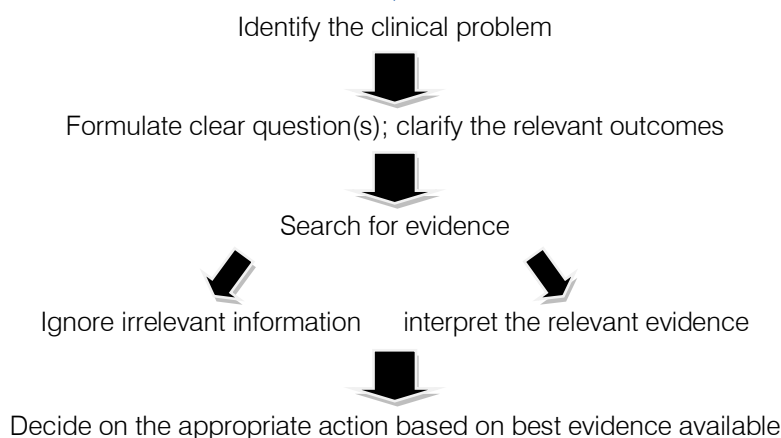 Identify the clinical problem
Formulate clear question(s); clarify the relevant outcomes
Search for evidence
Ignore irrelevant information
interpret the relevant evidence
Decide on the appropriate action based on best evidence available